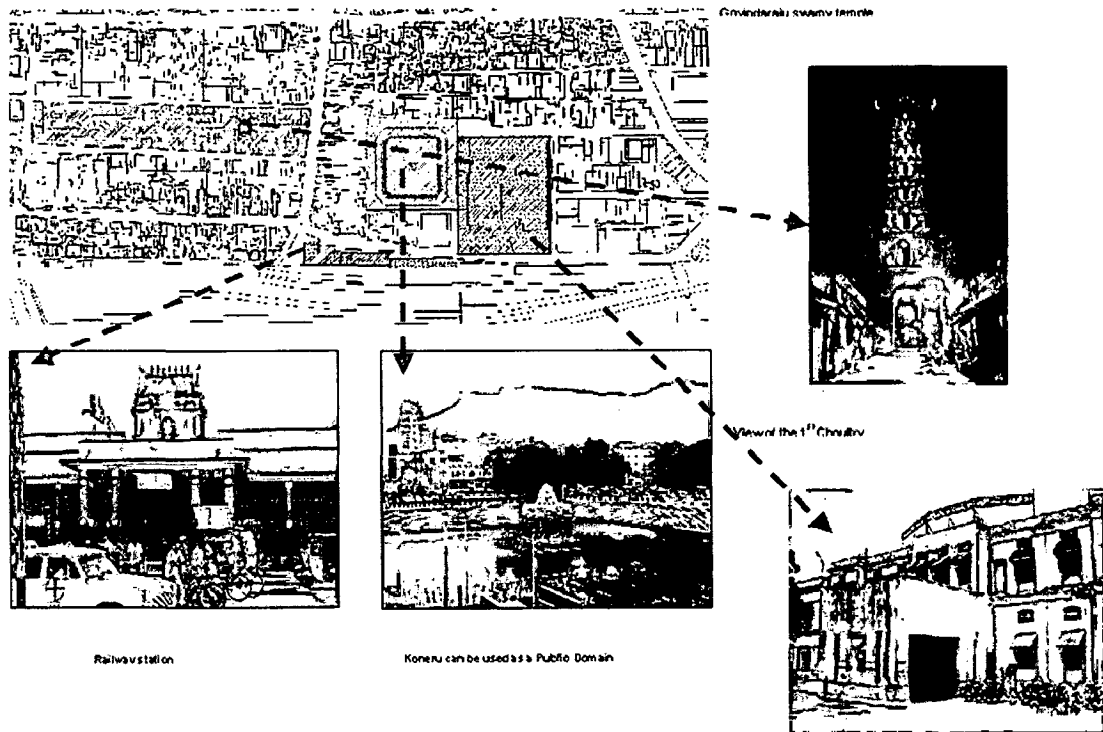 Govindaraju swamy temple
View of the 1st Choultry
Railway station
Koneru can be used as a Public Domain